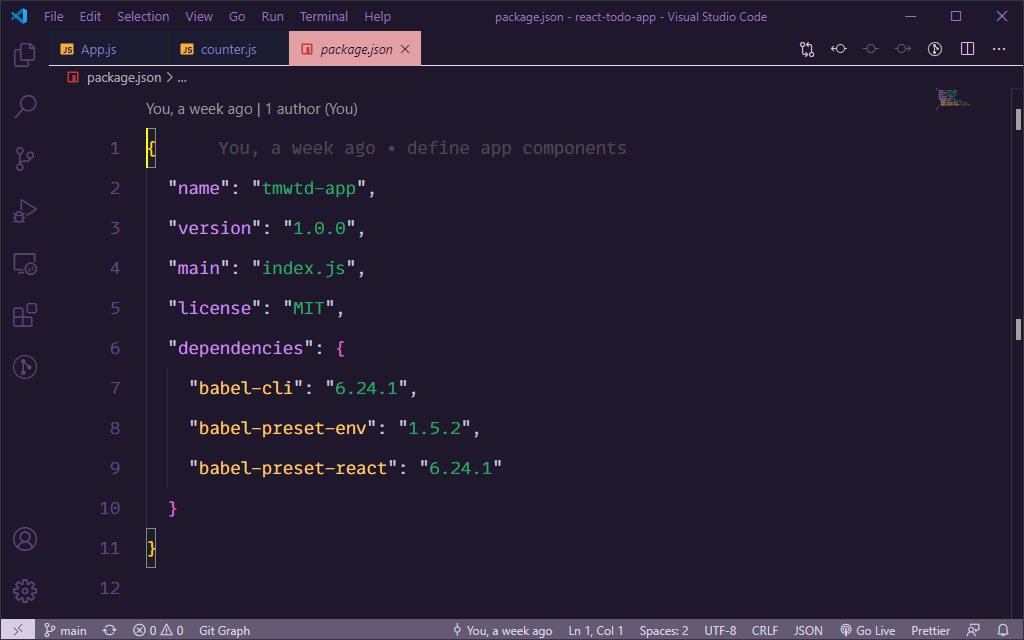 File Edit Selection View Go Run Terminal Help package.json - react-todo-app - Visual Studio Code
JS App.js JS counter.js package.json
package.json > ...
You, a week ago | 1 author (You)
1 { You, a week ago • define app components
2 "name": "tmwtd-app",
3 "version": "1.0.0",
4 "main": "index.js",
5 "license": "MIT",
6 "dependencies": {
7 "babel-cli": "6.24.1",
8 "babel-preset-env": "1.5.2",
9 "babel-preset-react": "6.24.1"
10 }
11 }
12
main 0 0 Git Graph You, a week ago Ln 1, Col 1 Spaces: 2 UTF-8 CRLF JSON Go Live Prettier